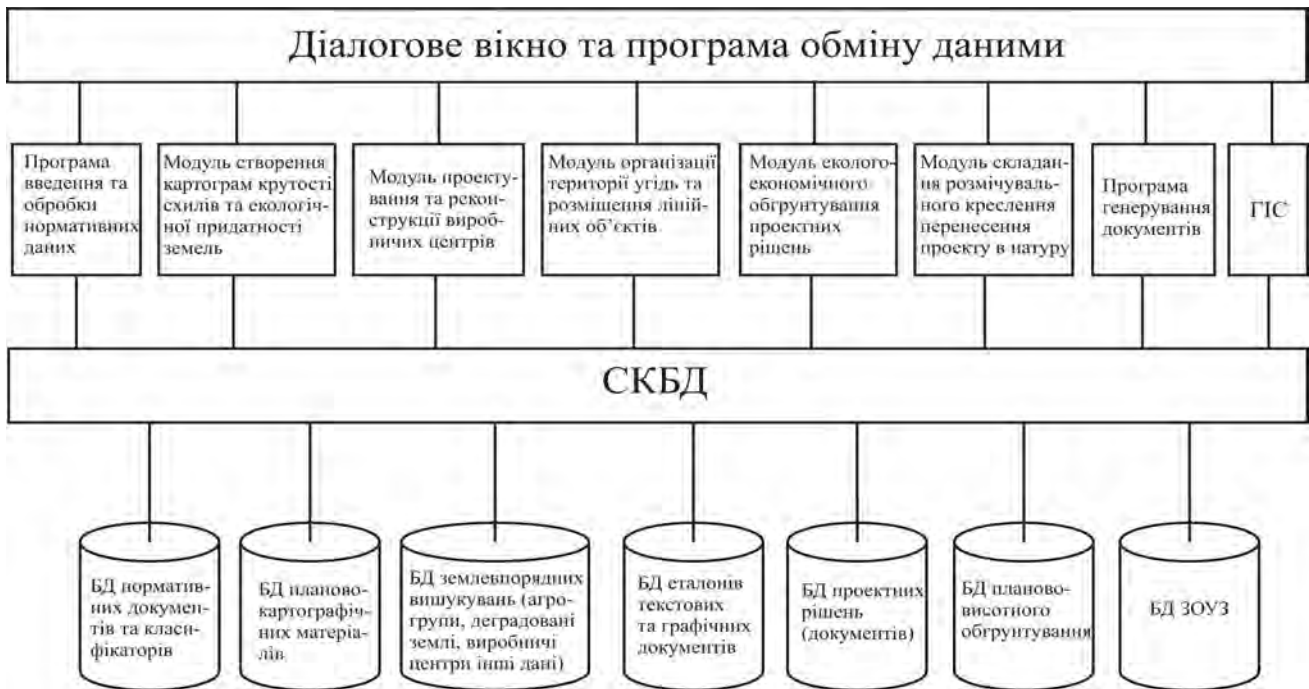 Діалогове вікно та програма обміну даними
Програма
введення та
обробки
нормативних
даних
Модуль створення
картограм крутості
схилів та екологіч-
ної придатності
земель
Модуль проекту-
вання та рекон-
струкції вироб-
ничих центрів
Модуль організації
території угідь та
розміщення ліній-
них об’єктів
Модуль еколого-
економічного
обгрунтування
проектних
рішень
Модуль складан-
ня розмічуваль-
ного креслення
перенесення
проекту в натуру
Програма
генерування
документів
ГІС
СКБД
БД норматив-
них докумен-
тів та класи-
фікаторів
БД планово-
картографіч-
них матеріа-
лів
БД землевпорядних
вишукувань (агро-
групи, деградовані
землі, виробничі
центри інші дані)
БД еталонів
текстових
та графічних
документів
БД проектних
рішень
(документів)
БД планово-
висотного
обгрунтування
БД ЗОУЗ